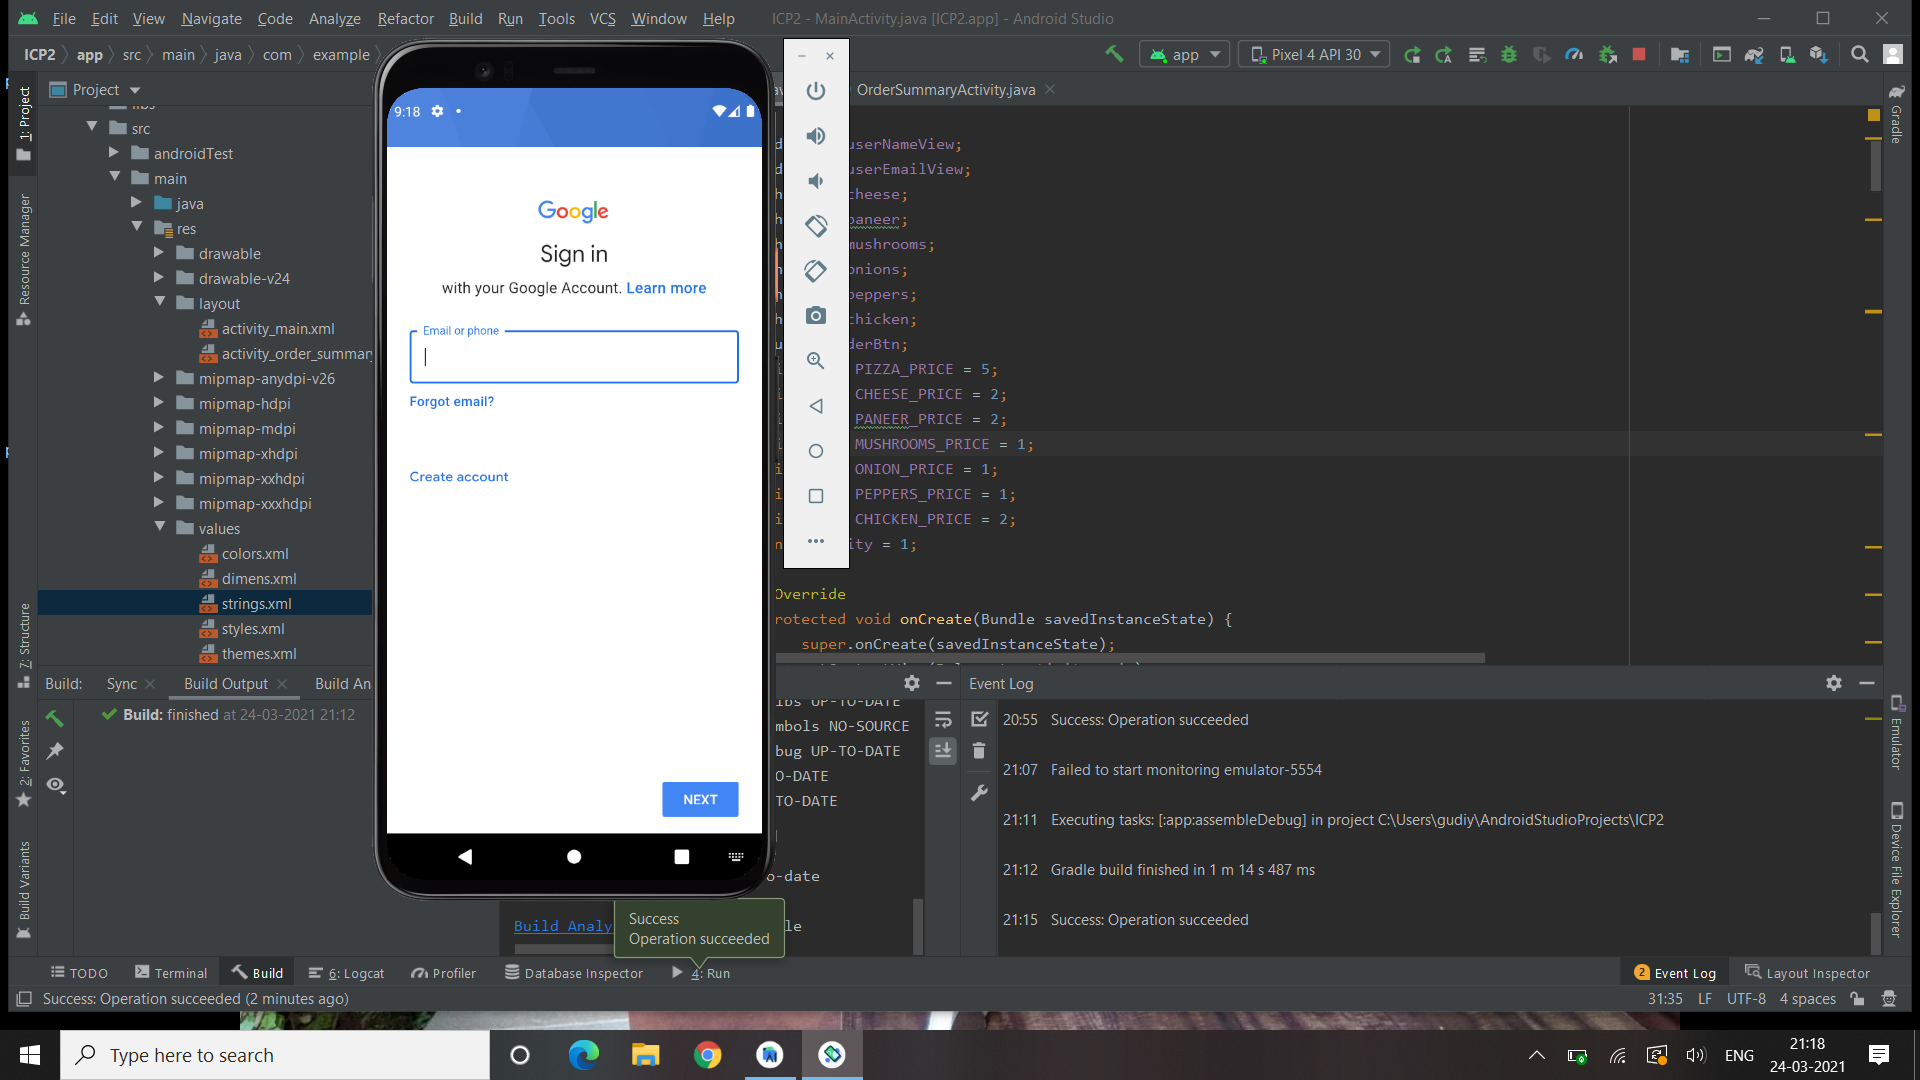 File Edit View Navigate Code Analyze Refactor Build Run Tools VCS Window Help ICP2 - MainActivity.java [ICP2.app] - Android Studio
ICP2 app src main java com example
app Pixel 4 API 30
1: Project
Resource Manager
7: Structure
2: Favorites
Build Variants
Project
src
androidTest
main
java
res
drawable
drawable-v24
layout
activity_main.xml
activity_order_summary
mipmap-anydpi-v26
mipmap-hdpi
mipmap-mdpi
mipmap-xhdpi
mipmap-xxhdpi
mipmap-xxxhdpi
values
colors.xml
dimens.xml
strings.xml
styles.xml
themes.xml
9:18
Google
Sign in
with your Google Account. Learn more
Email or phone
Forgot email?
Create account
NEXT
OrderSummaryActivity.java
userNameView;
userEmailView;
cheese;
paneer;
mushrooms;
onions;
peppers;
chicken;
derBtn;
PIZZA_PRICE = 5;
CHEESE_PRICE = 2;
PANEER_PRICE = 2;
MUSHROOMS_PRICE = 1;
ONION_PRICE = 1;
PEPPERS_PRICE = 1;
CHICKEN_PRICE = 2;
ity = 1;
Override
rotected void onCreate(Bundle savedInstanceState) {
super.onCreate(savedInstanceState);
Gradle
Emulator
Device File Explorer
Build: Sync Build Output Build An
Build: finished at 24-03-2021 21:12
UP-TO-DATE
mbols NO-SOURCE
bug UP-TO-DATE
O-DATE
TO-DATE
o-date
Build Analy le
Success
Operation succeeded
Event Log
20:55 Success: Operation succeeded
21:07 Failed to start monitoring emulator-5554
21:11 Executing tasks: [:app:assembleDebug] in project C:\Users\gudiy\AndroidStudioProjects\ICP2
21:12 Gradle build finished in 1 m 14 s 487 ms
21:15 Success: Operation succeeded
TODO Terminal Build 6: Logcat Profiler Database Inspector 4: Run 2 Event Log Layout Inspector
Success: Operation succeeded (2 minutes ago) 31:35 LF UTF-8 4 spaces
Type here to search
ENG
21:18
24-03-2021